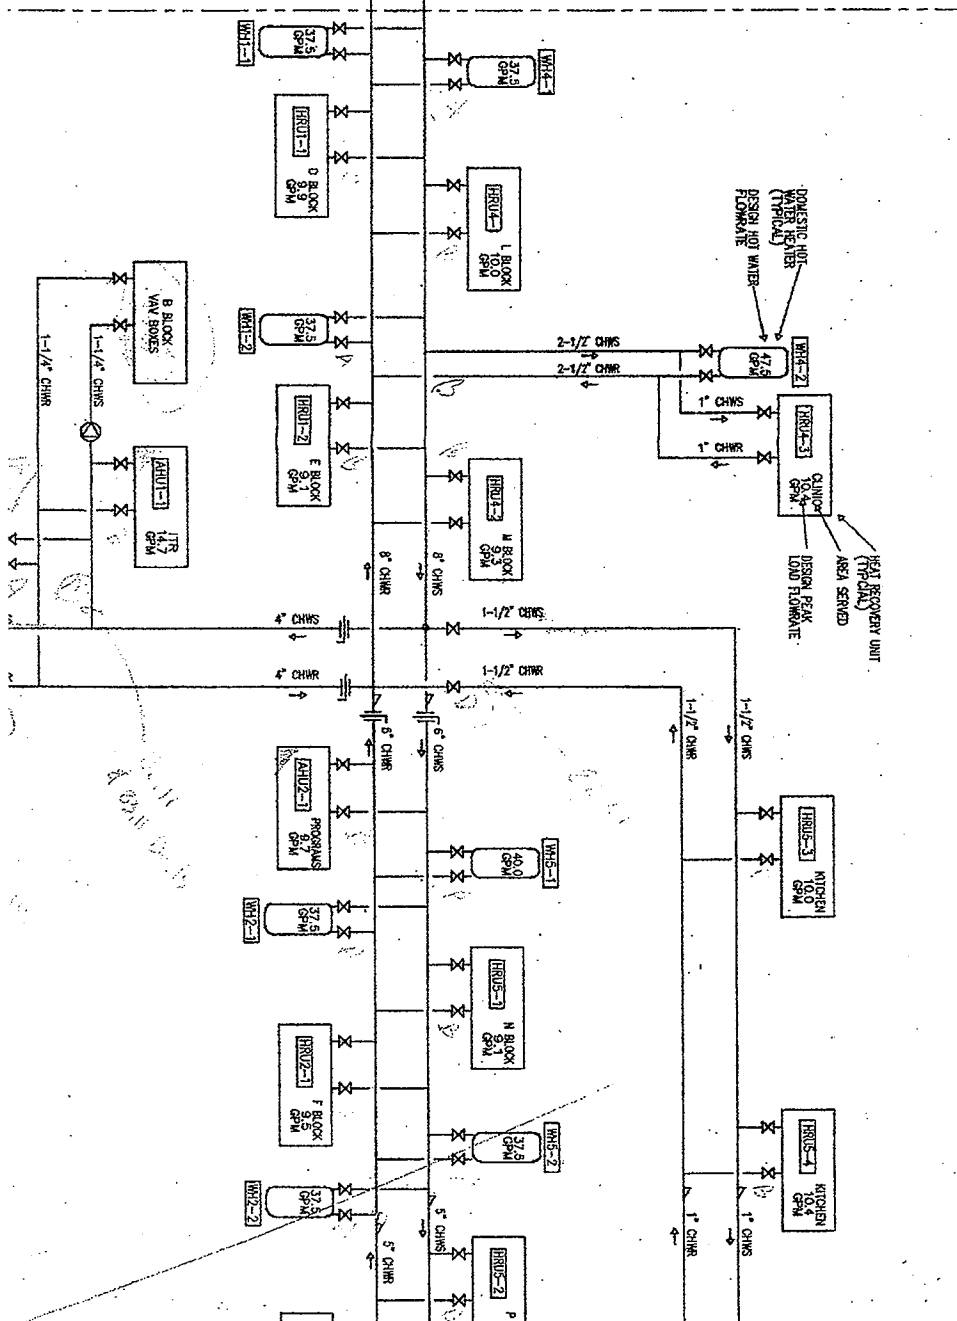 WH1-1
37.5
GPM
37.5
GPM
WH4-1
HRU1-1
D BLOCK
9.9
GPM
HRU4-1
L BLOCK
10.0
GPM
DOMESTIC HOT
WATER HEATER
(TYPICAL)
DESIGN HOT WATER
FLOWRATE
B BLOCK
VAV BOXES
1-1/4" CHWR
1-1/4" CHWS
WH1-2
37.5
GPM
2-1/2" CHWS
2-1/2" CHWR
47.5
GPM
WH4-2
1" CHWS
1" CHWR
HRU4-3
CLINIC
10.4
GPM
HRU1-2
E BLOCK
9.1
GPM
HRU4-2
M BLOCK
9.3
GPM
AHU1-1
ITR
14.7
GPM
HEAT RECOVERY UNIT
(TYPCIAL)
AREA SERVED
DESIGN PEAK
LOAD FLOWRATE
8" CHWR
8" CHWS
4" CHWS
1-1/2" CHWS
4" CHWR
1-1/2" CHWR
6" CHWR
6" CHWS
1-1/2" CHWR
1-1/2" CHWS
AHU2-1
PROGRAMS
9.7
GPM
40.0
GPM
WH5-1
HRU5-3
KITCHEN
10.0
GPM
WH2-1
37.5
GPM
HRU5-1
N BLOCK
9.1
GPM
HRU2-1
F BLOCK
9.5
GPM
37.5
GPM
WH5-2
HRU5-4
KITCHEN
10.4
GPM
WH2-2
37.5
GPM
5" CHWR
5" CHWS
1" CHWR
1" CHWS
HRU5-2
P